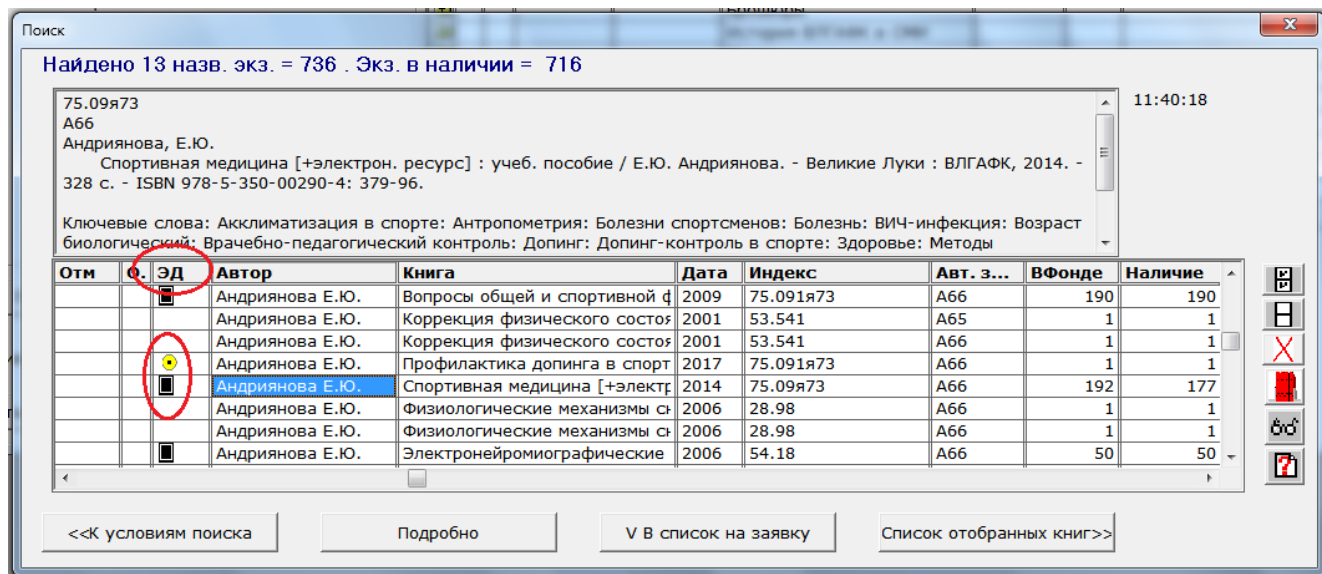 Поиск
Найдено 13 назв. экз. = 736 . Экз. в наличии = 716
11:40:18
75.09я73
А66
Андриянова, Е.Ю.
Спортивная медицина [+электрон. ресурс] : учеб. пособие / Е.Ю. Андриянова. - Великие Луки : ВЛГАФК, 2014. -
328 с. - ISBN 978-5-350-00290-4: 379-96.
Ключевые слова: Акклиматизация в спорте: Антропометрия: Болезни спортсменов: Болезнь: ВИЧ-инфекция: Возраст
биологический: Врачебно-педагогический контроль: Допинг: Допинг-контроль в спорте: Здоровье: Методы
Отм О. ЭД Автор Книга Дата Индекс Авт. з... ВФонде Наличие
Андриянова Е.Ю. Вопросы общей и спортивной ф 2009 75.091я73 А66 190 190
Андриянова Е.Ю. Коррекция физического состоя 2001 53.541 А65 1 1
Андриянова Е.Ю. Коррекция физического состоя 2001 53.541 А66 1 1
Андриянова Е.Ю. Профилактика допинга в спорт 2017 75.091я73 А66 1 1
Андриянова Е.Ю. Спортивная медицина [+электр 2014 75.09я73 А66 192 177
Андриянова Е.Ю. Физиологические механизмы сн 2006 28.98 А66 1 1
Андриянова Е.Ю. Физиологические механизмы сн 2006 28.98 А66 1 1
Андриянова Е.Ю. Электронейромиографические 2006 54.18 А66 50 50
<<К условиям поиска Подробно V В список на заявку Список отобранных книг>>